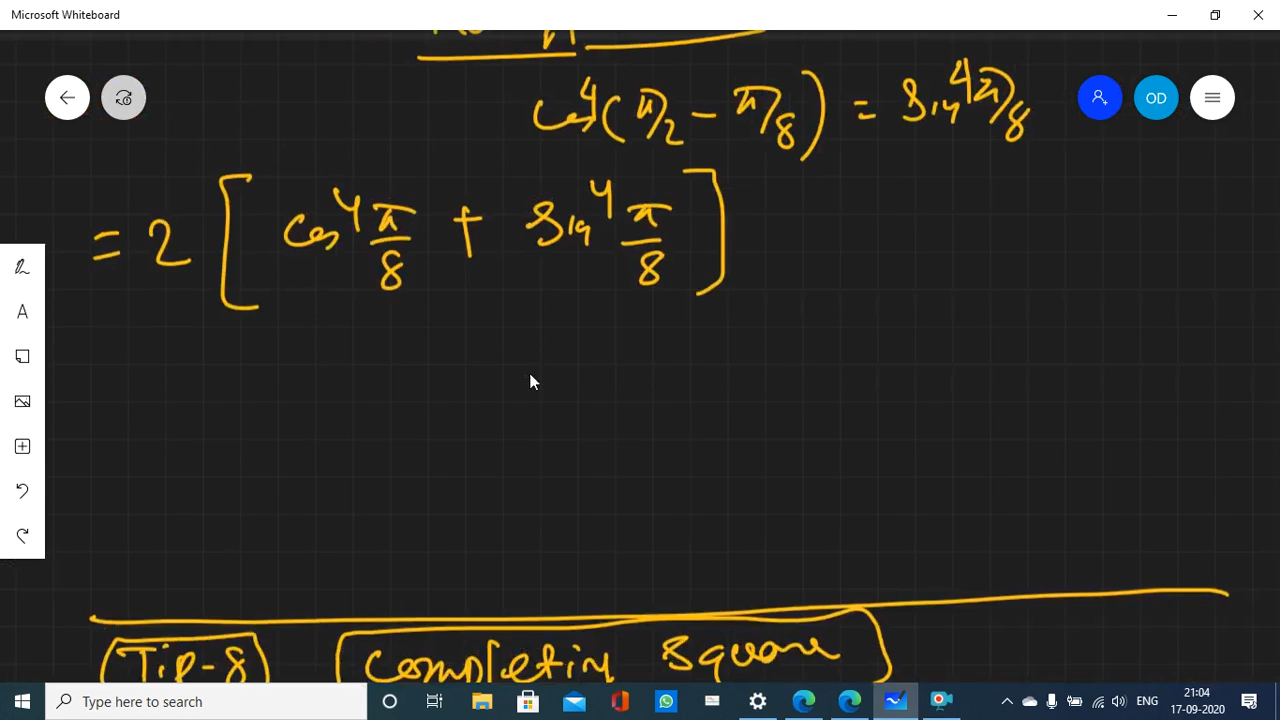 Microsoft Whiteboard
cos⁴(π/2 − π/8) = Sin⁴π/8
OD
= 2 [ cos⁴ π/8 + Sin⁴ π/8 ]
A
Tip-8 Completin Square
Type here to search
ENG
21:04
17-09-2020